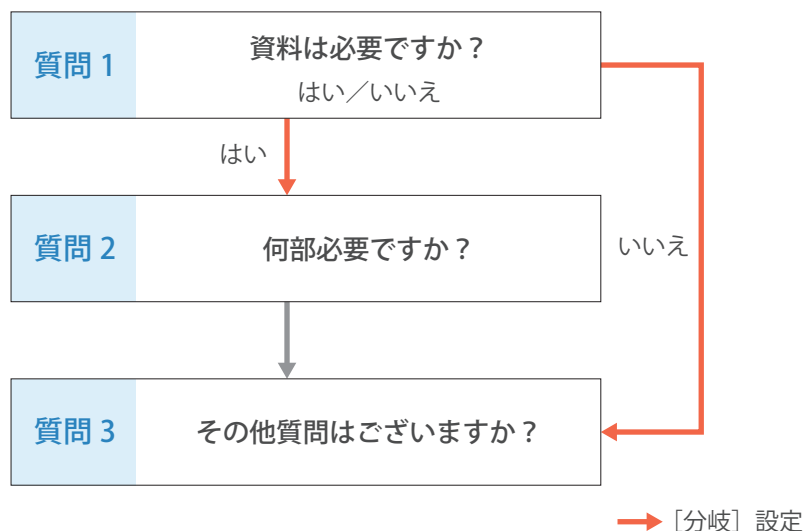 質問 1
資料は必要ですか？
はい／いいえ
はい
質問 2
何部必要ですか？
いいえ
質問 3
その他質問はございますか？
［分岐］設定